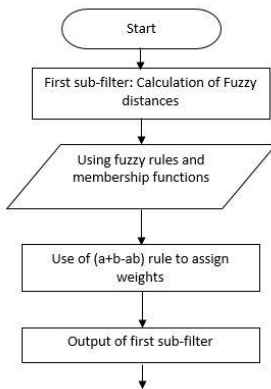 Start
First sub-filter: Calculation of Fuzzy
distances
Using fuzzy rules and
membership functions
Use of (a+b-ab) rule to assign
weights
Output of first sub-filter